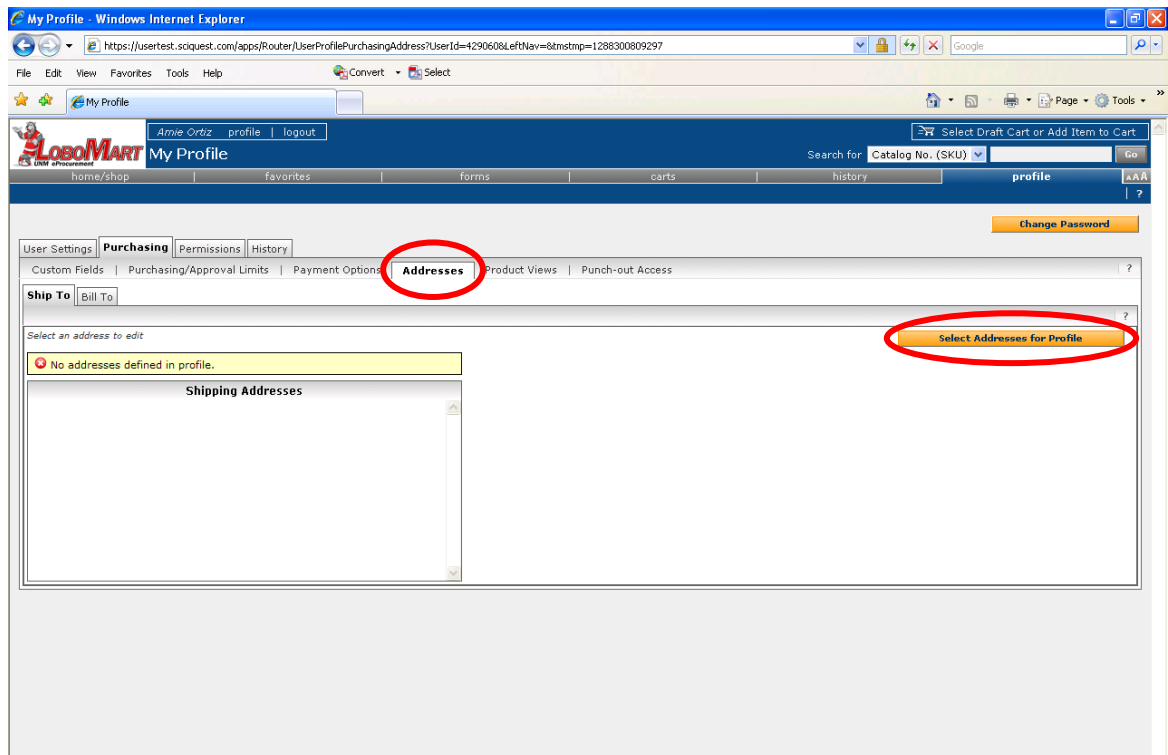 My Profile - Windows Internet Explorer
https://usertest.sciquest.com/apps/Router/UserProfilePurchasingAddress?UserId=4290608&LeftNav=&tmstmp=1288300809297
Google
File Edit View Favorites Tools Help Convert Select
My Profile Page Tools »
Amie Ortiz profile | logout Select Draft Cart or Add Item to Cart
LOBOMART My Profile Search for Catalog No. (SKU) Go
UNM eProcurement
home/shop | favorites | forms | carts | history profile AAA
| ?
Change Password
User Settings Purchasing Permissions History
Custom Fields | Purchasing/Approval Limits | Payment Options Addresses Product Views | Punch-out Access ?
Ship To Bill To
?
Select an address to edit Select Addresses for Profile
No addresses defined in profile.
Shipping Addresses